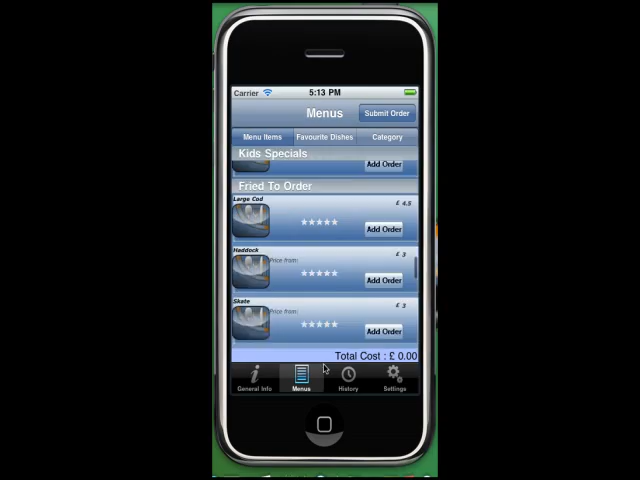 Carrier 5:13 PM
Menus Submit Order
Menu Items Favourite Dishes Category
Kids Specials
Add Order
Fried To Order
Large Cod £ 4.5
Add Order
Haddock £ 3
Price from:
Add Order
Skate £ 3
Price from:
Add Order
Total Cost : £ 0.00
General Info Menus History Settings